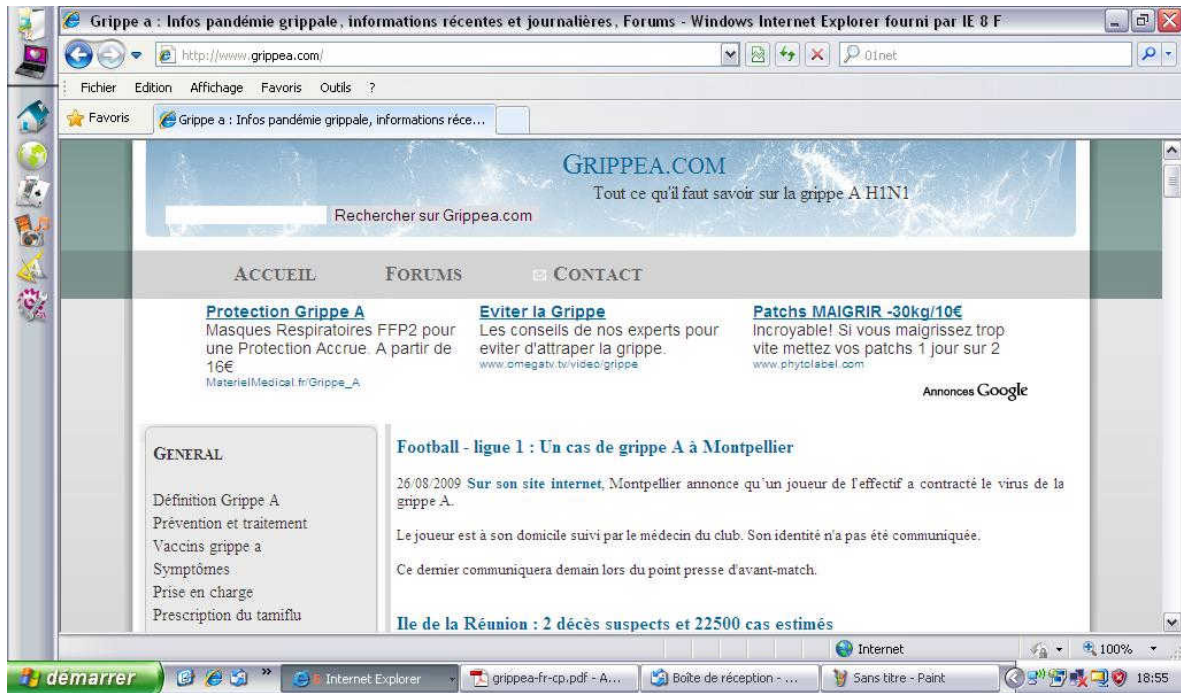 Grippe a : Infos pandémie grippale, informations récentes et journalières, Forums - Windows Internet Explorer fourni par IE 8 F
http://www.grippea.com/
01net
Fichier Edition Affichage Favoris Outils ?
Favoris
Grippe a : Infos pandémie grippale, informations réce...
GRIPPEA.COM
Tout ce qu'il faut savoir sur la grippe A H1N1
Rechercher sur Grippea.com
ACCUEIL FORUMS CONTACT
Protection Grippe A
Masques Respiratoires FFP2 pour
une Protection Accrue. A partir de
16€
MaterielMedical.fr/Grippe_A
Eviter la Grippe
Les conseils de nos experts pour
eviter d'attraper la grippe.
www.omegatv.tv/video/grippe
Patchs MAIGRIR -30kg/10€
Incroyable! Si vous maigrissez trop
vite mettez vos patchs 1 jour sur 2
www.phytolabel.com
Annonces Google
GENERAL
Définition Grippe A
Prévention et traitement
Vaccins grippe a
Symptômes
Prise en charge
Prescription du tamiflu
Football - ligue 1 : Un cas de grippe A à Montpellier
26/08/2009 Sur son site internet, Montpellier annonce qu'un joueur de l'effectif a contracté le virus de la
grippe A.
Le joueur est à son domicile suivi par le médecin du club. Son identité n'a pas été communiquée.
Ce dernier communiquera demain lors du point presse d'avant-match.
Ile de la Réunion : 2 décès suspects et 22500 cas estimés
Internet 100%
démarrer
Internet Explorer
grippea-fr-cp.pdf - A...
Boîte de réception - ...
Sans titre - Paint
18:55